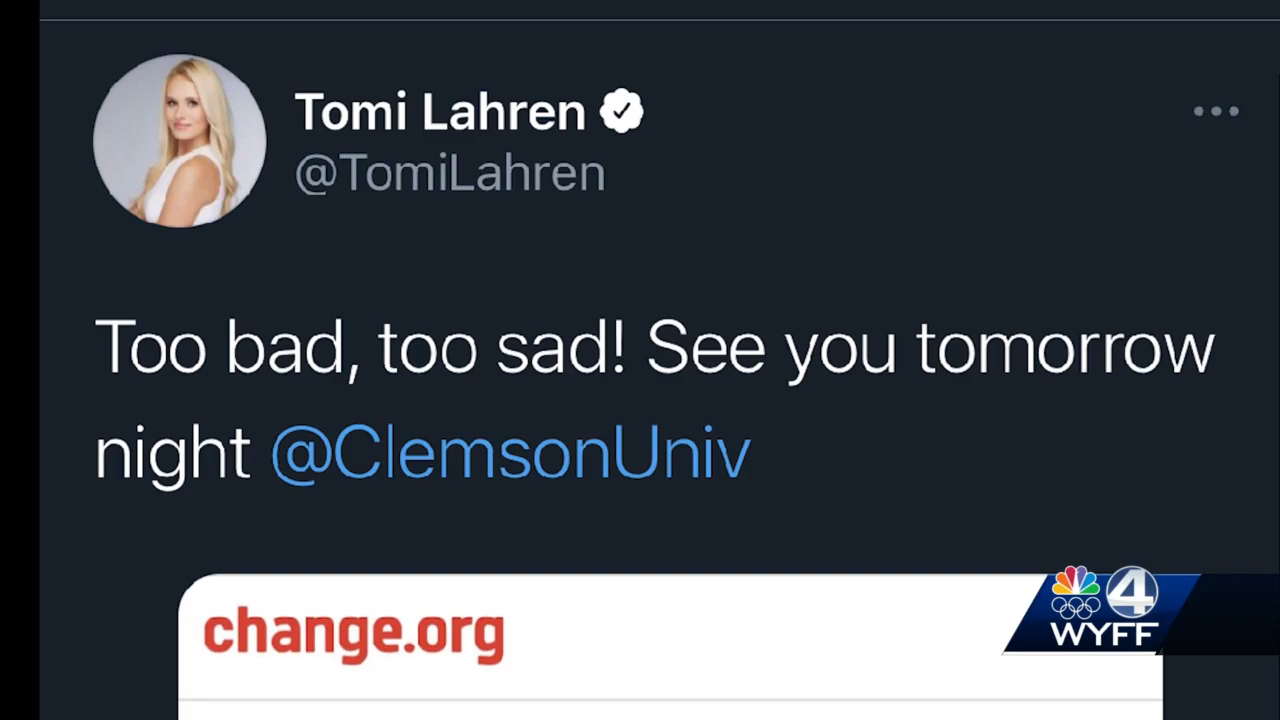 Tomi Lahren
@TomiLahren
Too bad, too sad! See you tomorrow
night @ClemsonUniv
change.org
4
WYFF